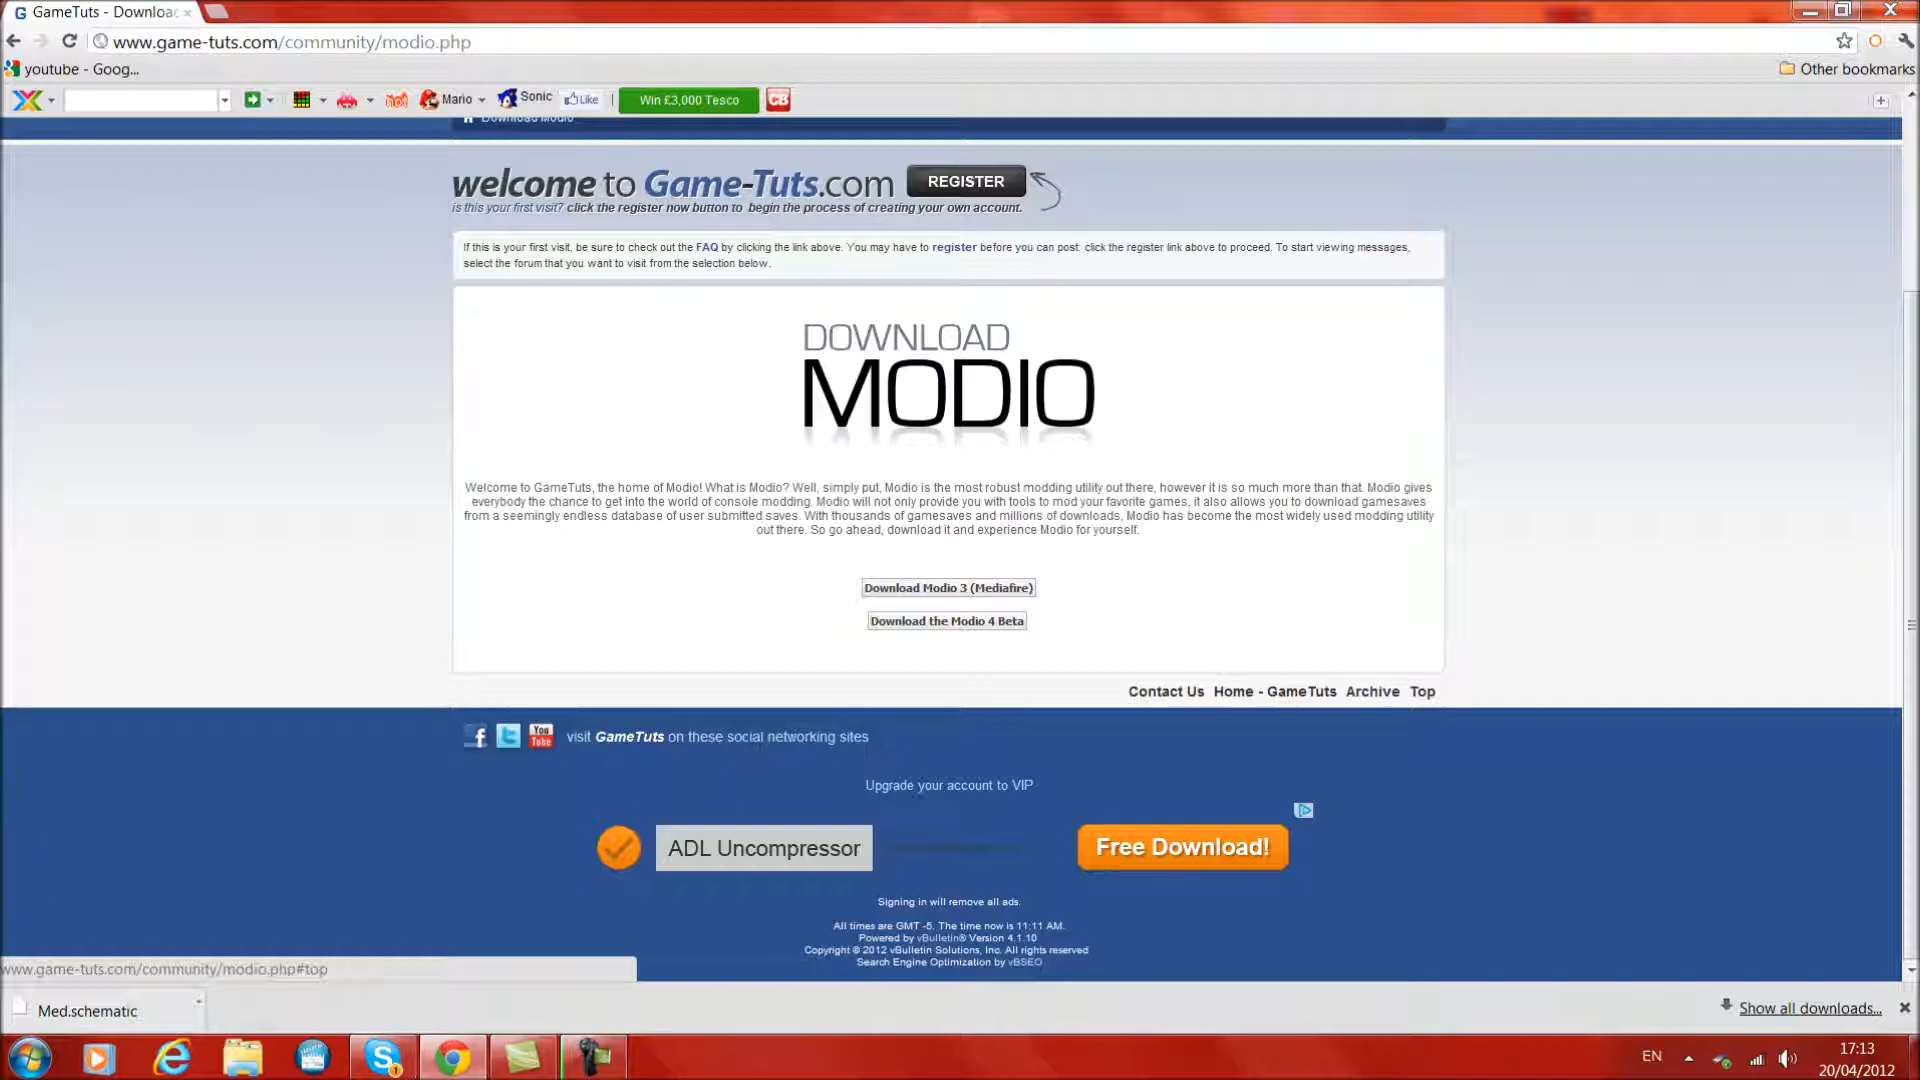 GameTuts - Download
www.game-tuts.com/community/modio.php
youtube - Goog...
Other bookmarks
Mario
Sonic
Like
Win £3,000 Tesco
CB
Download Modio
welcome to Game-Tuts.com
REGISTER
is this your first visit? click the register now button to begin the process of creating your own account.
If this is your first visit, be sure to check out the FAQ by clicking the link above. You may have to register before you can post: click the register link above to proceed. To start viewing messages,
select the forum that you want to visit from the selection below.
DOWNLOAD
MODIO
Welcome to GameTuts, the home of Modio! What is Modio? Well, simply put, Modio is the most robust modding utility out there, however it is so much more than that. Modio gives
everybody the chance to get into the world of console modding. Modio will not only provide you with tools to mod your favorite games, it also allows you to download gamesaves
from a seemingly endless database of user submitted saves. With thousands of gamesaves and millions of downloads, Modio has become the most widely used modding utility
out there. So go ahead, download it and experience Modio for yourself.
Download Modio 3 (Mediafire)
Download the Modio 4 Beta
Contact Us Home - GameTuts Archive Top
You Tube
visit GameTuts on these social networking sites
Upgrade your account to VIP
ADL Uncompressor
Free Download!
Signing in will remove all ads.
All times are GMT -5. The time now is 11:11 AM.
Powered by vBulletin® Version 4.1.10
Copyright © 2012 vBulletin Solutions, Inc. All rights reserved
Search Engine Optimization by vBSEO
www.game-tuts.com/community/modio.php#top
Med.schematic
Show all downloads...
EN
17:13
20/04/2012